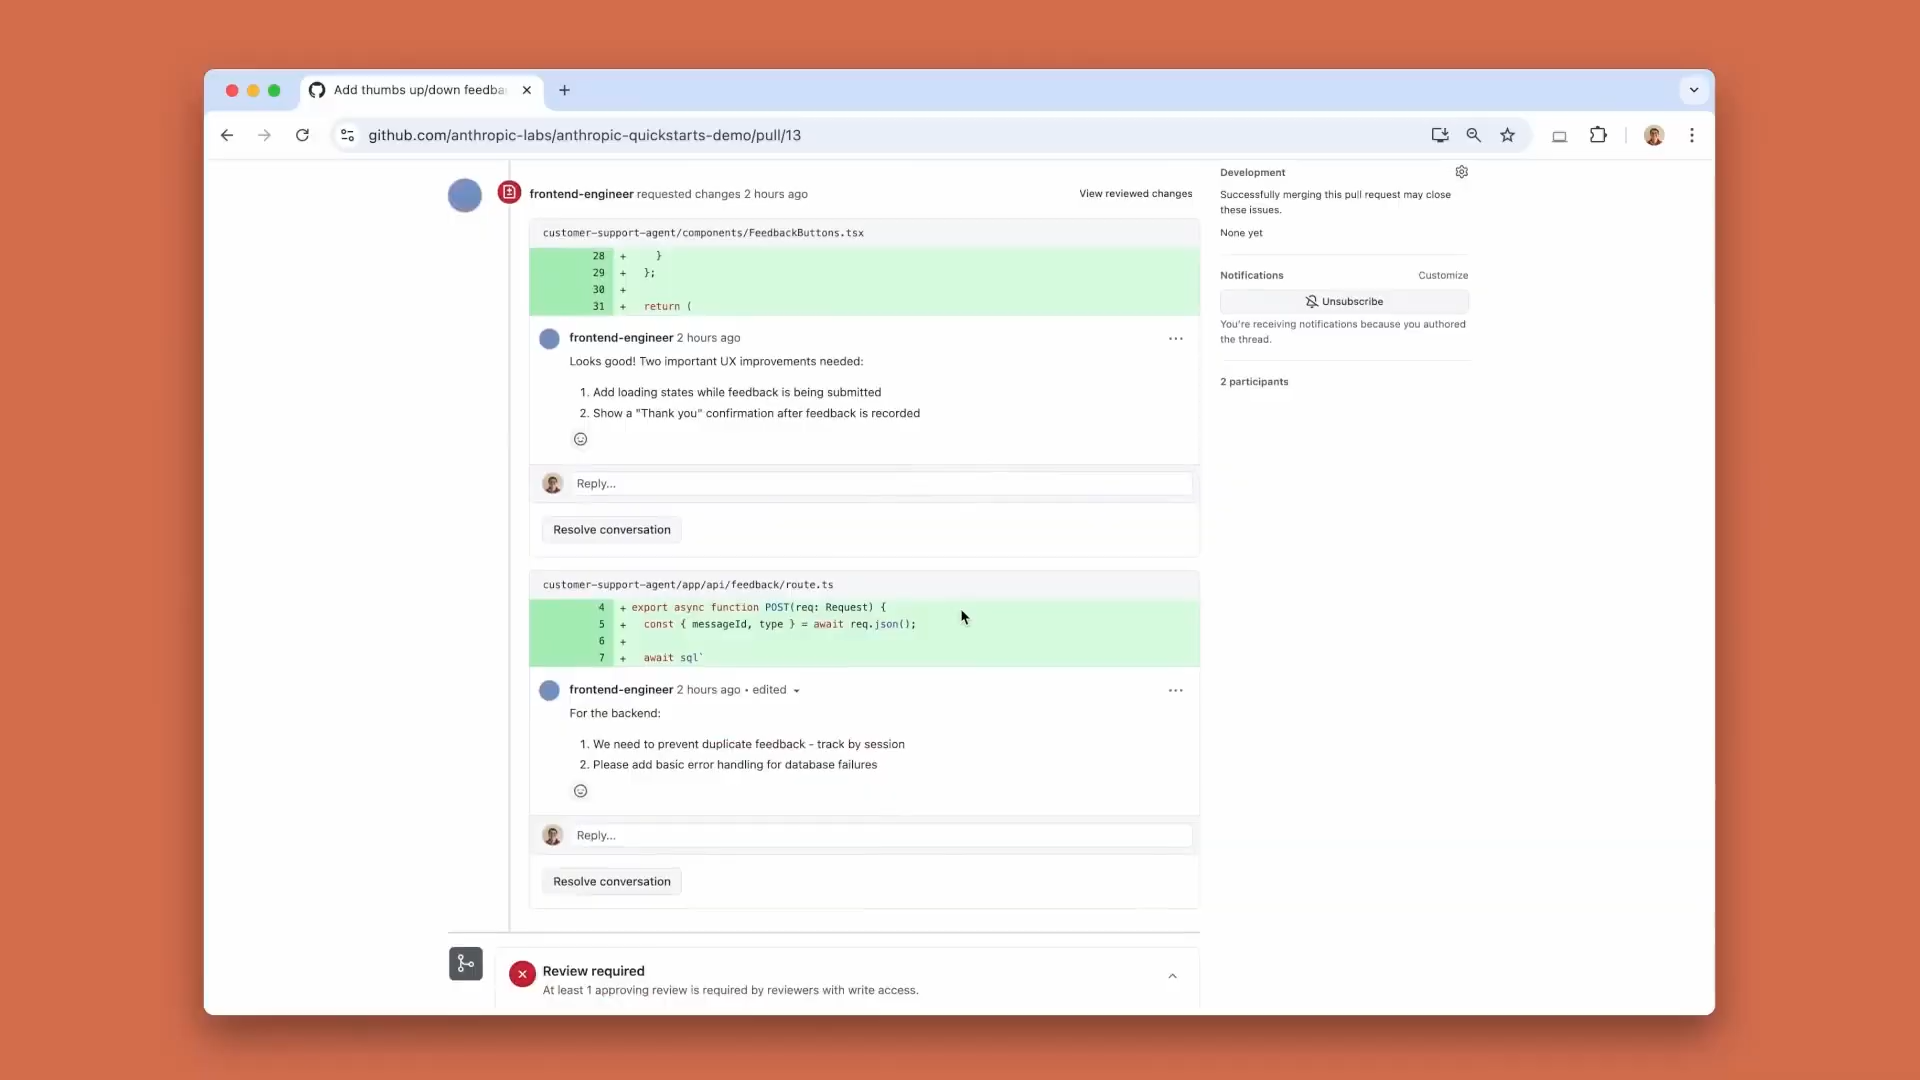 Add thumbs up/down feedba
github.com/anthropic-labs/anthropic-quickstarts-demo/pull/13
frontend-engineer requested changes 2 hours ago
View reviewed changes
customer-support-agent/components/FeedbackButtons.tsx
28 + }
29 + };
30 +
31 + return (
frontend-engineer 2 hours ago
Looks good! Two important UX improvements needed:
1. Add loading states while feedback is being submitted
2. Show a "Thank you" confirmation after feedback is recorded
Reply...
Resolve conversation
customer-support-agent/app/api/feedback/route.ts
4 + export async function POST(req: Request) {
5 + const { messageId, type } = await req.json();
6 +
7 + await sql`
frontend-engineer 2 hours ago • edited
For the backend:
1. We need to prevent duplicate feedback - track by session
2. Please add basic error handling for database failures
Reply...
Resolve conversation
Review required
At least 1 approving review is required by reviewers with write access.
Development
Successfully merging this pull request may close
these issues.
None yet
Notifications
Customize
Unsubscribe
You're receiving notifications because you authored
the thread.
2 participants